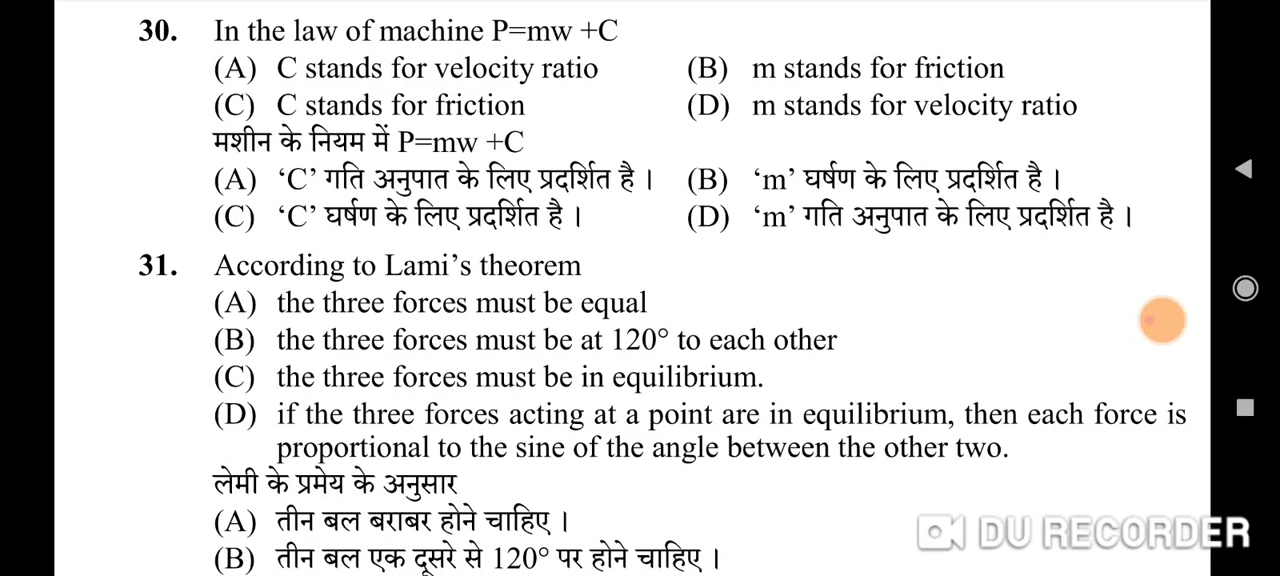 30. In the law of machine P=mw +C
(A) C stands for velocity ratio (B) m stands for friction
(C) C stands for friction (D) m stands for velocity ratio
मशीन के नियम में P=mw +C
(A) ‘C’ गति अनुपात के लिए प्रदर्शित है । (B) ‘m’ घर्षण के लिए प्रदर्शित है ।
(C) ‘C’ घर्षण के लिए प्रदर्शित है । (D) ‘m’ गति अनुपात के लिए प्रदर्शित है ।
31. According to Lami’s theorem
(A) the three forces must be equal
(B) the three forces must be at 120° to each other
(C) the three forces must be in equilibrium.
(D) if the three forces acting at a point are in equilibrium, then each force is
proportional to the sine of the angle between the other two.
लेमी के प्रमेय के अनुसार
(A) तीन बल बराबर होने चाहिए ।
(B) तीन बल एक दूसरे से 120° पर होने चाहिए ।
DU RECORDER